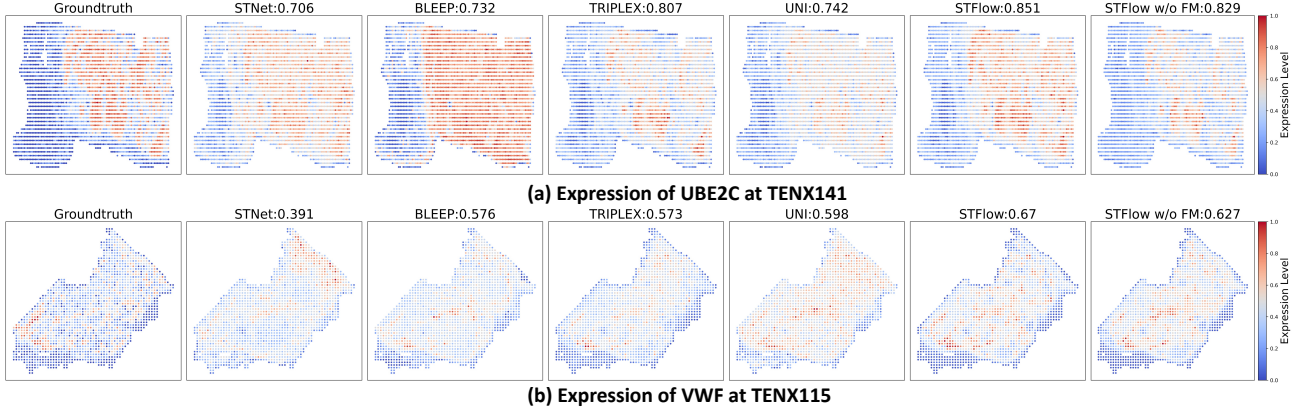 Groundtruth STNet:0.706 BLEEP:0.732 TRIPLEX:0.807 UNI:0.742 STFlow:0.851 STFlow w/o FM:0.829
1.0
0.8
0.6
0.4
0.2
0.0
Expression Level
(a) Expression of UBE2C at TENX141
Groundtruth STNet:0.391 BLEEP:0.576 TRIPLEX:0.573 UNI:0.598 STFlow:0.67 STFlow w/o FM:0.627
1.0
0.8
0.6
0.4
0.2
0.0
Expression Level
(b) Expression of VWF at TENX115